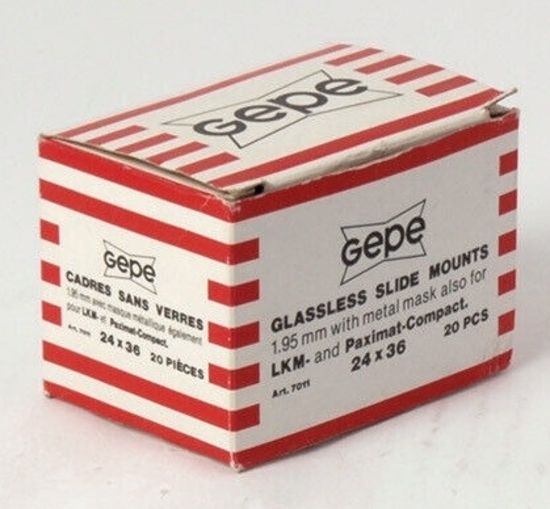 Gepe
Gepe
CADRES SANS VERRES
1,95 mm avec masque métallique également
pour LKM- et Paximat-Compact.
Art. 7011
24 x 36 20 PIÈCES
Gepe
GLASSLESS SLIDE MOUNTS
1.95 mm with metal mask also for
LKM- and Paximat-Compact.
24 x 36 20 PCS
Art. 7011